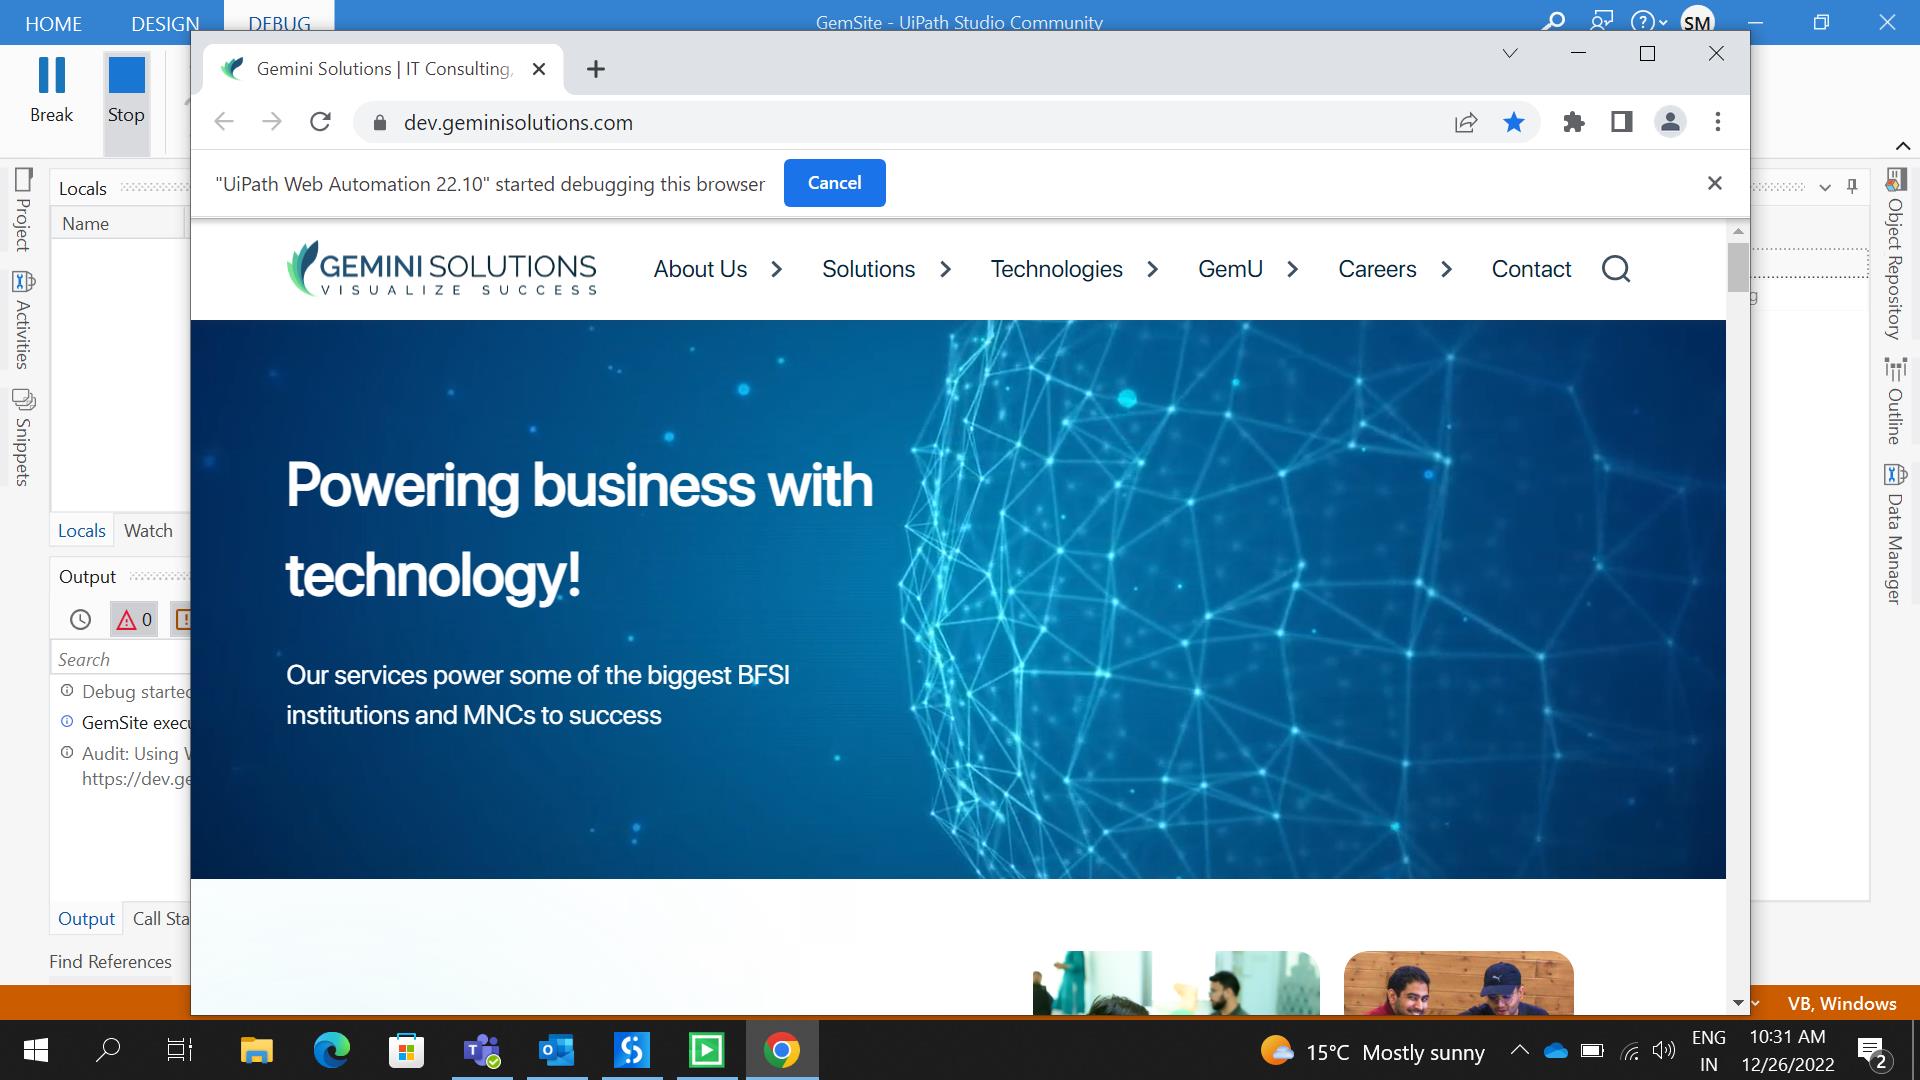 HOME DESIGN DEBUG GemSite - UiPath Studio Community SM
Gemini Solutions | IT Consulting,
dev.geminisolutions.com
"UiPath Web Automation 22.10" started debugging this browser Cancel
Break Stop
Project
Activities
Snippets
Locals
Name
Locals Watch
Output
0
Search
Debug started
GemSite execu
Audit: Using W
https://dev.ge
Output Call Sta
Find References
GEMINI SOLUTIONS
VISUALIZE SUCCESS
About Us Solutions Technologies GemU Careers Contact
Powering business with
technology!
Our services power some of the biggest BFSI
institutions and MNCs to success
Object Repository
Outline
Data Manager
VB, Windows
15°C Mostly sunny
ENG
IN
10:31 AM
12/26/2022
2